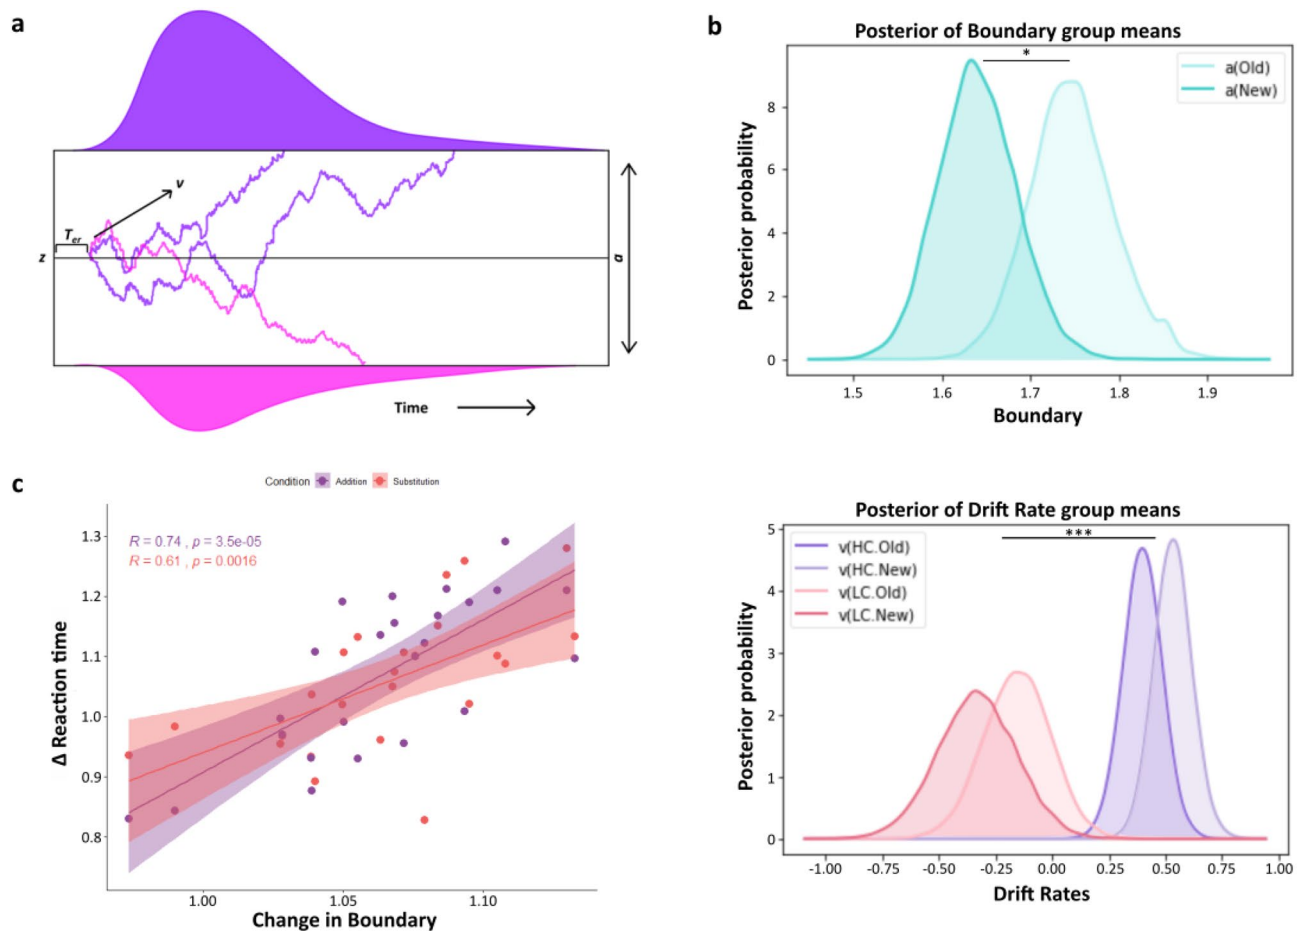 a
v
T_er
z
a
Time
b
Posterior of Boundary group means
*
a(Old)
a(New)
Posterior probability
8
6
4
2
0
1.5 1.6 1.7 1.8 1.9
Boundary
c
Condition Addition Substitution
R = 0.74 , p = 3.5e-05
R = 0.61 , p = 0.0016
Δ Reaction time
1.3
1.2
1.1
1.0
0.9
0.8
1.00 1.05 1.10
Change in Boundary
Posterior of Drift Rate group means
***
v(HC.Old)
v(HC.New)
v(LC.Old)
v(LC.New)
Posterior probability
5
4
3
2
1
0
-1.00 -0.75 -0.50 -0.25 0.00 0.25 0.50 0.75 1.00
Drift Rates